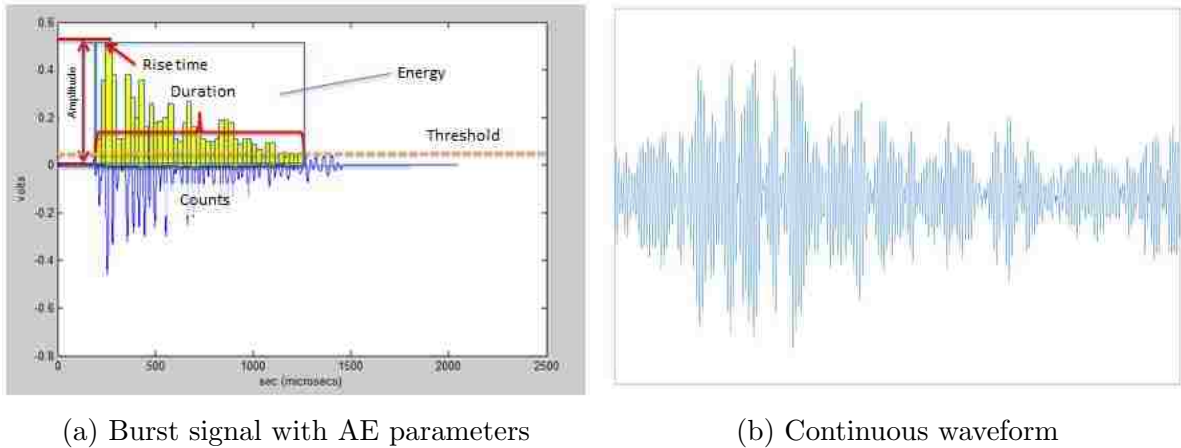 0.6
Rise time
0.4
Amplitude
Energy
Duration
0.2
Threshold
0
Volts
Counts
-0.2
-0.4
-0.6
-0.8
0 500 1000 1500 2000 2500
sec (microsecs)
(a) Burst signal with AE parameters
(b) Continuous waveform